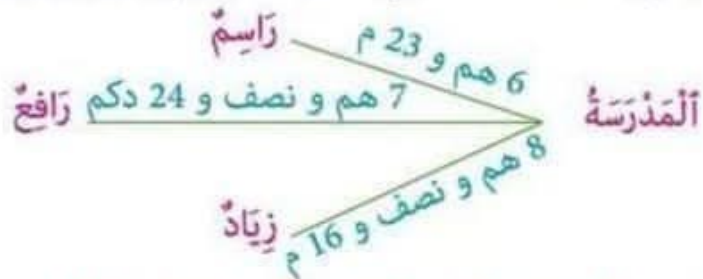 رَاسِمٌ
6 هم و 23 م
اَلْمَدْرَسَةُ
7 هم و نصف و 24 دكم
رَافِعٌ
8 هم و نصف و 16 م
زِيَادٌ